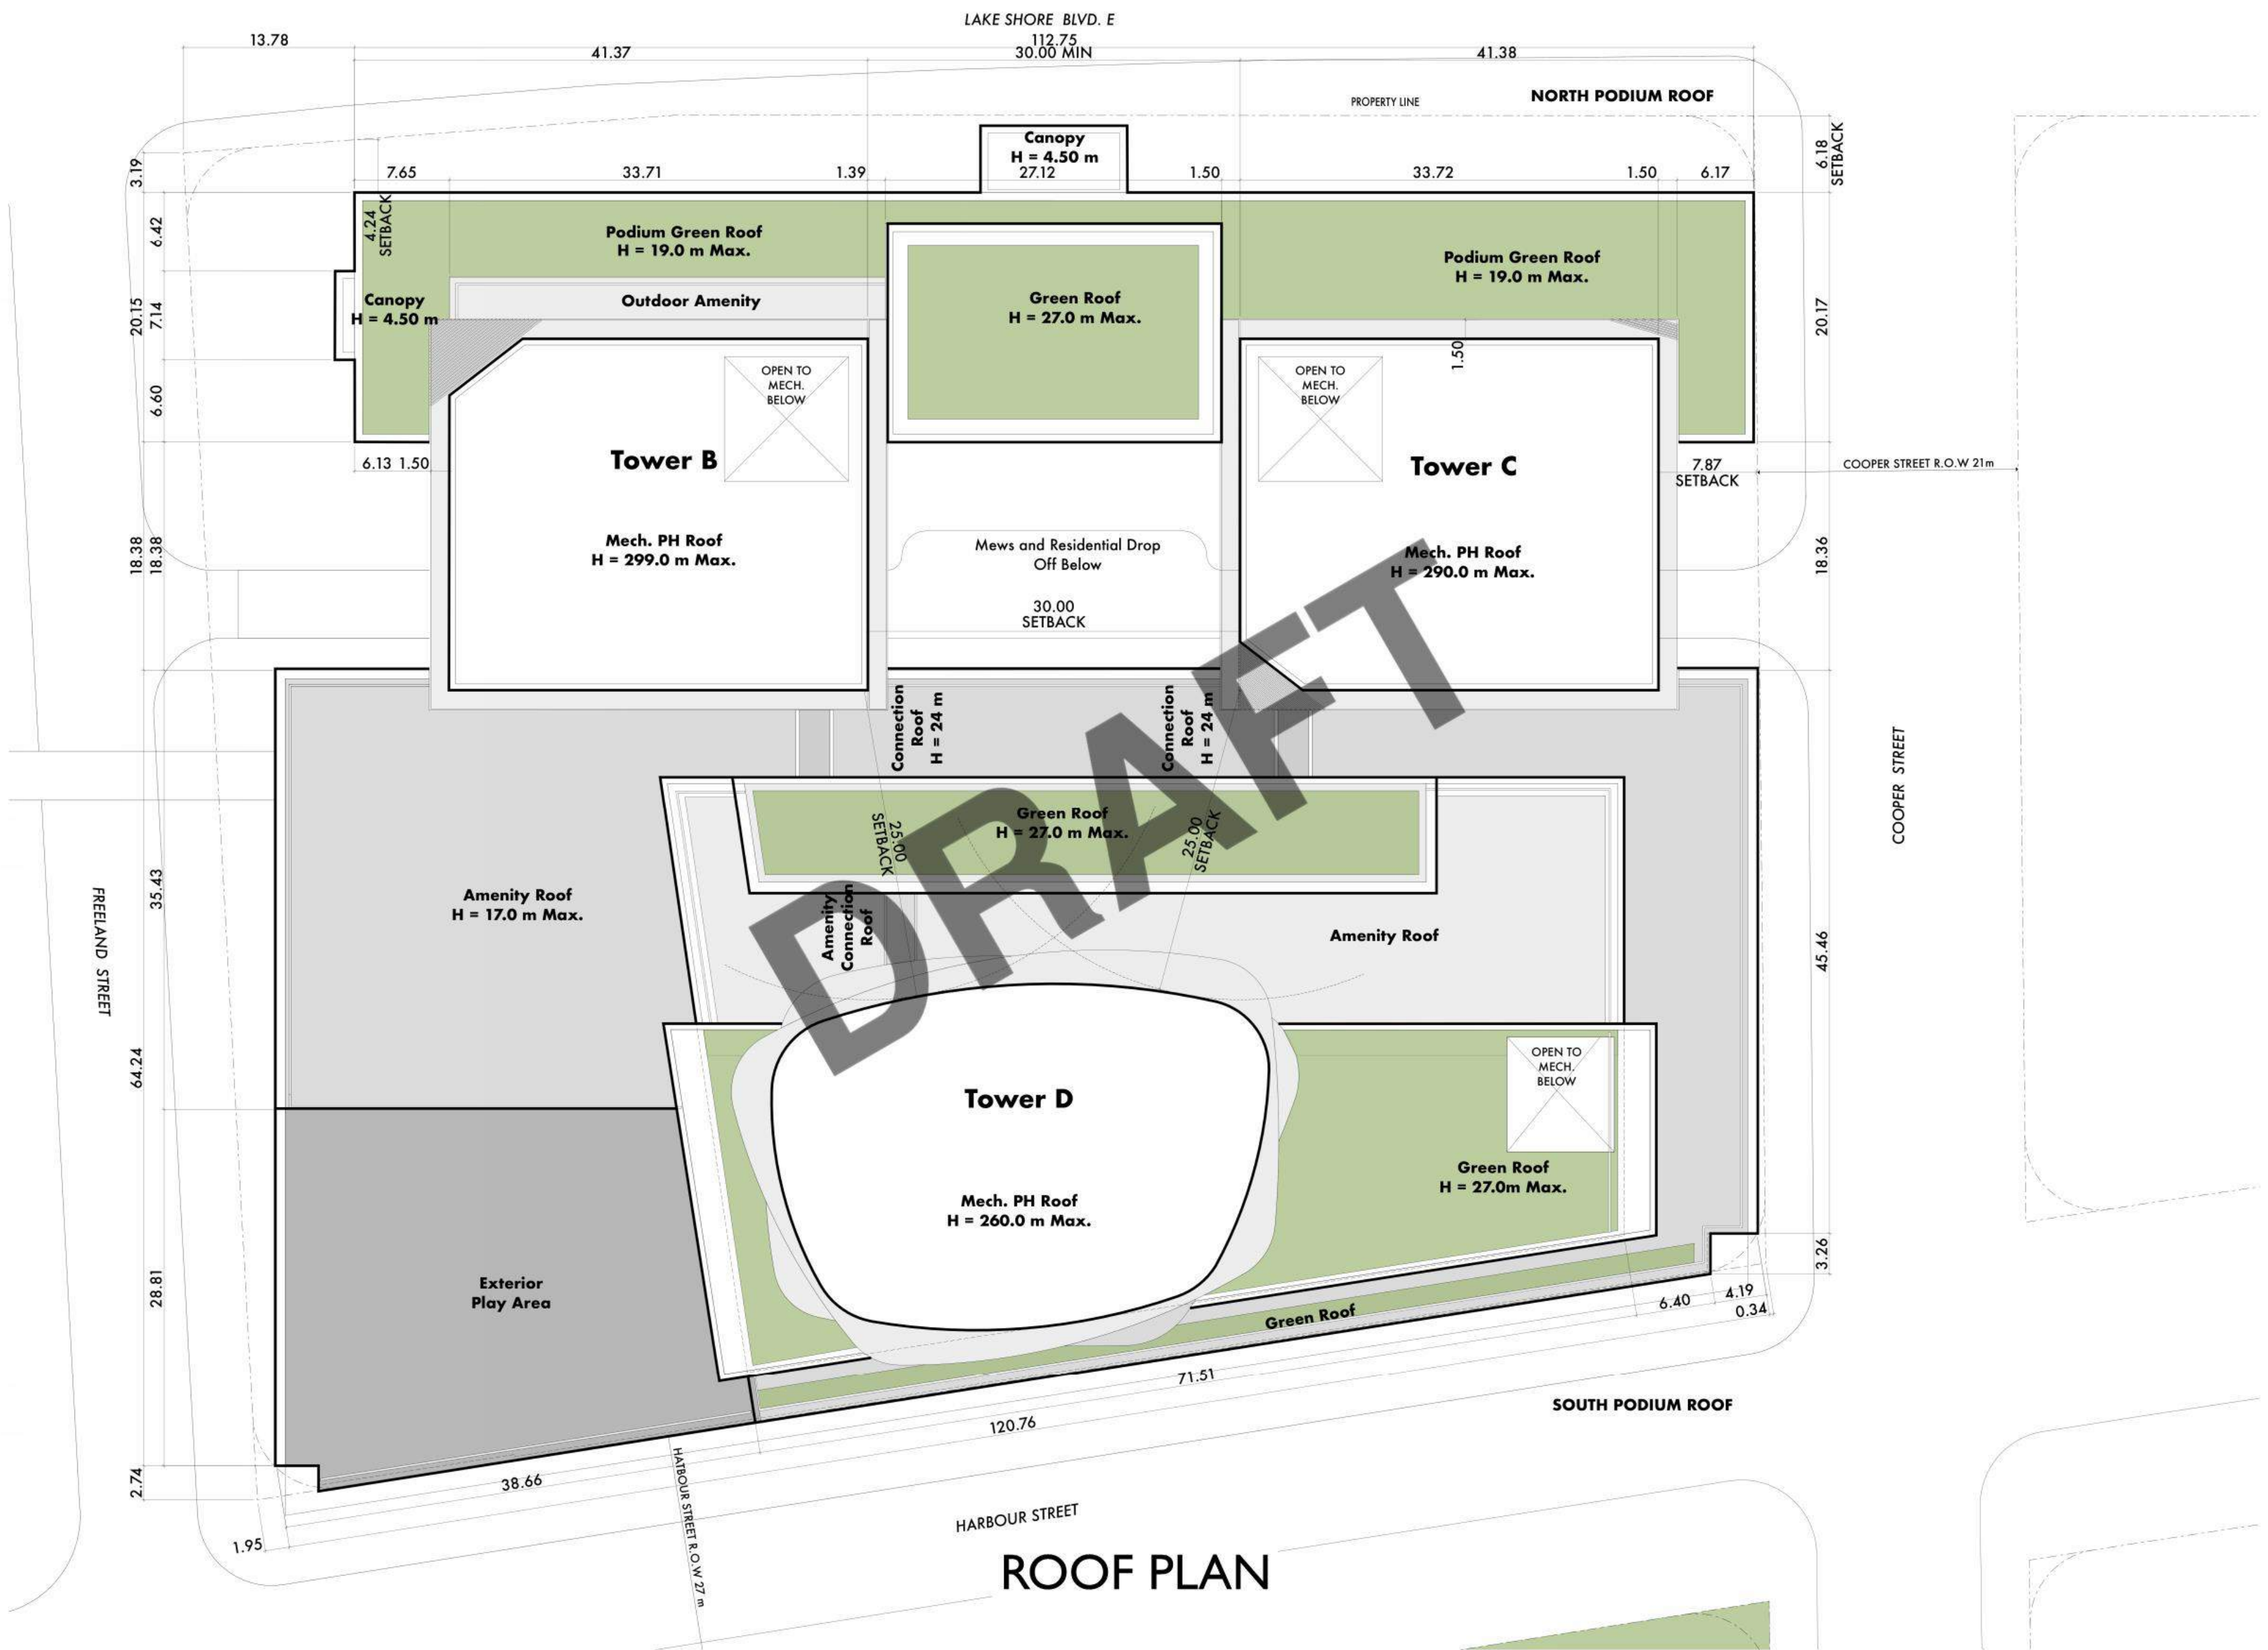 LAKE SHORE BLVD. E
13.78
112.75
41.37
30.00 MIN
41.38
PROPERTY LINE
NORTH PODIUM ROOF
Canopy
H = 4.50 m
3.19
7.65
33.71
1.39
27.12
1.50
33.72
1.50
6.17
6.18
SETBACK
4.24
SETBACK
6.42
Podium Green Roof
H = 19.0 m Max.
Podium Green Roof
H = 19.0 m Max.
Canopy
H = 4.50 m
Outdoor Amenity
Green Roof
H = 27.0 m Max.
20.15
7.14
20.17
1.50
OPEN TO
MECH.
BELOW
OPEN TO
MECH.
BELOW
6.60
Tower B
Tower C
6.13
1.50
7.87
SETBACK
COOPER STREET R.O.W 21m
Mech. PH Roof
H = 299.0 m Max.
Mews and Residential Drop
Off Below
Mech. PH Roof
H = 290.0 m Max.
18.38
18.38
18.36
30.00
SETBACK
Connection
Roof
H = 24 m
Connection
Roof
H = 24 m
COOPER STREET
Green Roof
H = 27.0 m Max.
25.00
SETBACK
25.00
SETBACK
DRAFT
35.43
Amenity Roof
H = 17.0 m Max.
Amenity
Connection
Roof
Amenity Roof
45.46
FREELAND STREET
64.24
OPEN TO
MECH.
BELOW
Tower D
Green Roof
H = 27.0m Max.
Mech. PH Roof
H = 260.0 m Max.
3.26
28.81
Exterior
Play Area
Green Roof
6.40
4.19
0.34
71.51
SOUTH PODIUM ROOF
120.76
2.74
38.66
HATBOUR STREET R.O.W 27 m
1.95
HARBOUR STREET
ROOF PLAN